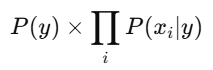 P(y) × ∏ P(xᵢ|y)
i